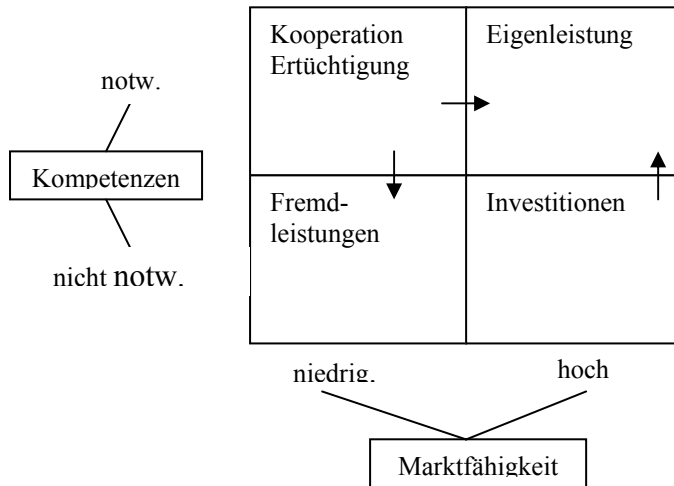 Kooperation
Ertüchtigung
Eigenleistung
notw.
Kompetenzen
Fremd-
leistungen
Investitionen
nicht notw.
niedrig.
hoch
Marktfähigkeit